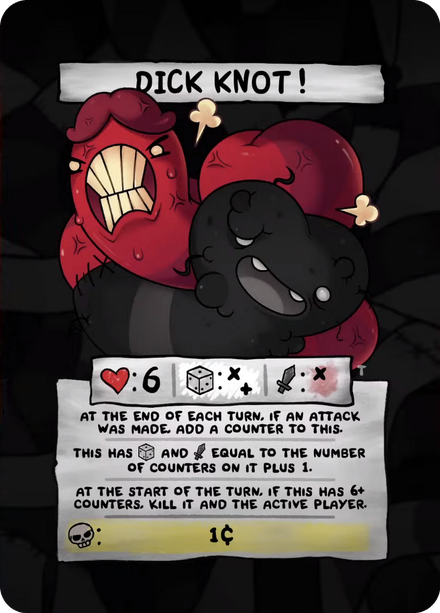 DICK KNOT!
:6 :X+ :X
T
AT THE END OF EACH TURN, IF AN ATTACK
WAS MADE, ADD A COUNTER TO THIS.
THIS HAS AND EQUAL TO THE NUMBER
OF COUNTERS ON IT PLUS 1.
AT THE START OF THE TURN, IF THIS HAS 6+
COUNTERS, KILL IT AND THE ACTIVE PLAYER.
: 1¢